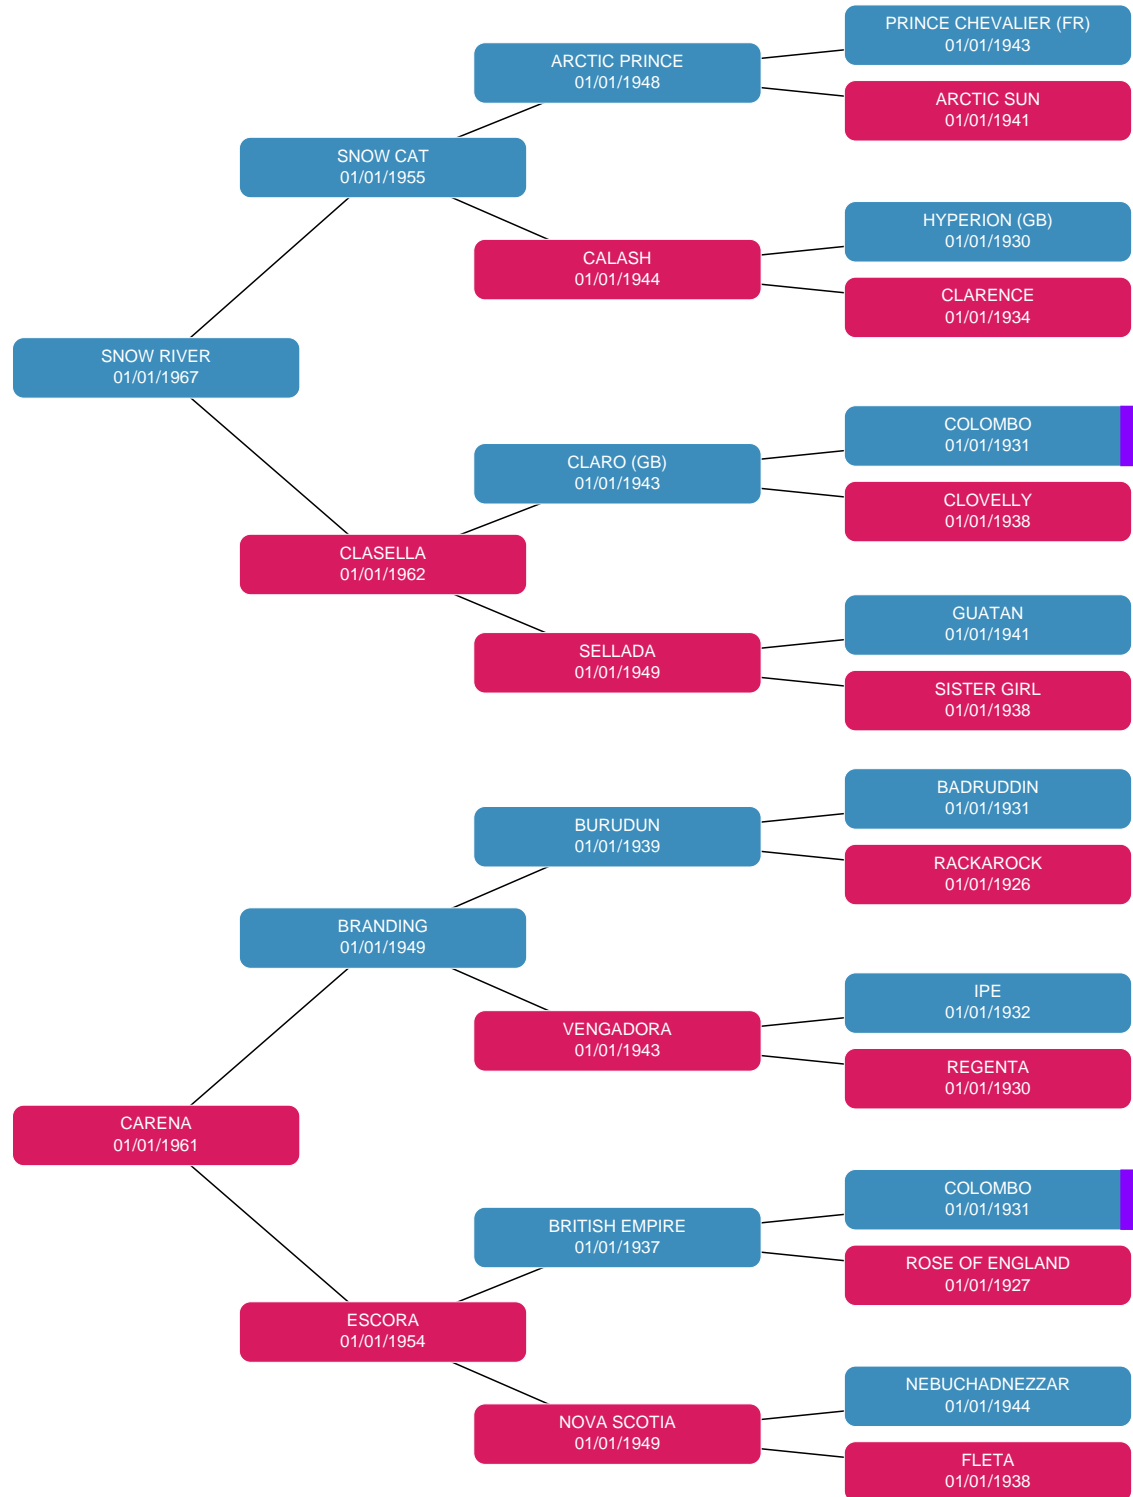 PRINCE CHEVALIER (FR)
01/01/1943
ARCTIC PRINCE
01/01/1948
ARCTIC SUN
01/01/1941
SNOW CAT
01/01/1955
HYPERION (GB)
01/01/1930
CALASH
01/01/1944
CLARENCE
01/01/1934
SNOW RIVER
01/01/1967
COLOMBO
01/01/1931
CLARO (GB)
01/01/1943
CLOVELLY
01/01/1938
CLASELLA
01/01/1962
GUATAN
01/01/1941
SELLADA
01/01/1949
SISTER GIRL
01/01/1938
BADRUDDIN
01/01/1931
BURUDUN
01/01/1939
RACKAROCK
01/01/1926
BRANDING
01/01/1949
IPE
01/01/1932
VENGADORA
01/01/1943
REGENTA
01/01/1930
CARENA
01/01/1961
COLOMBO
01/01/1931
BRITISH EMPIRE
01/01/1937
ROSE OF ENGLAND
01/01/1927
ESCORA
01/01/1954
NEBUCHADNEZZAR
01/01/1944
NOVA SCOTIA
01/01/1949
FLETA
01/01/1938